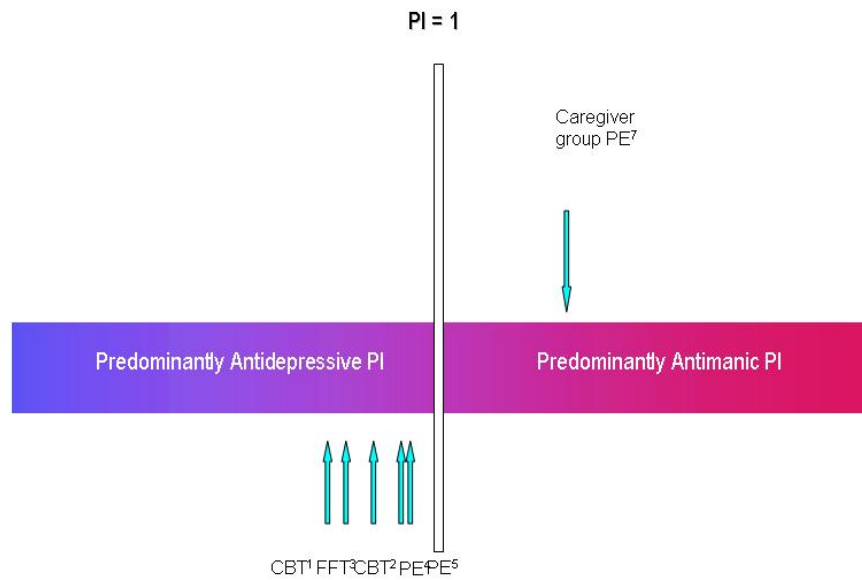 PI = 1
Caregiver
group PE⁷
Predominantly Antidepressive PI
Predominantly Antimanic PI
CBT¹ FFT³CBT² PE⁴PE⁵